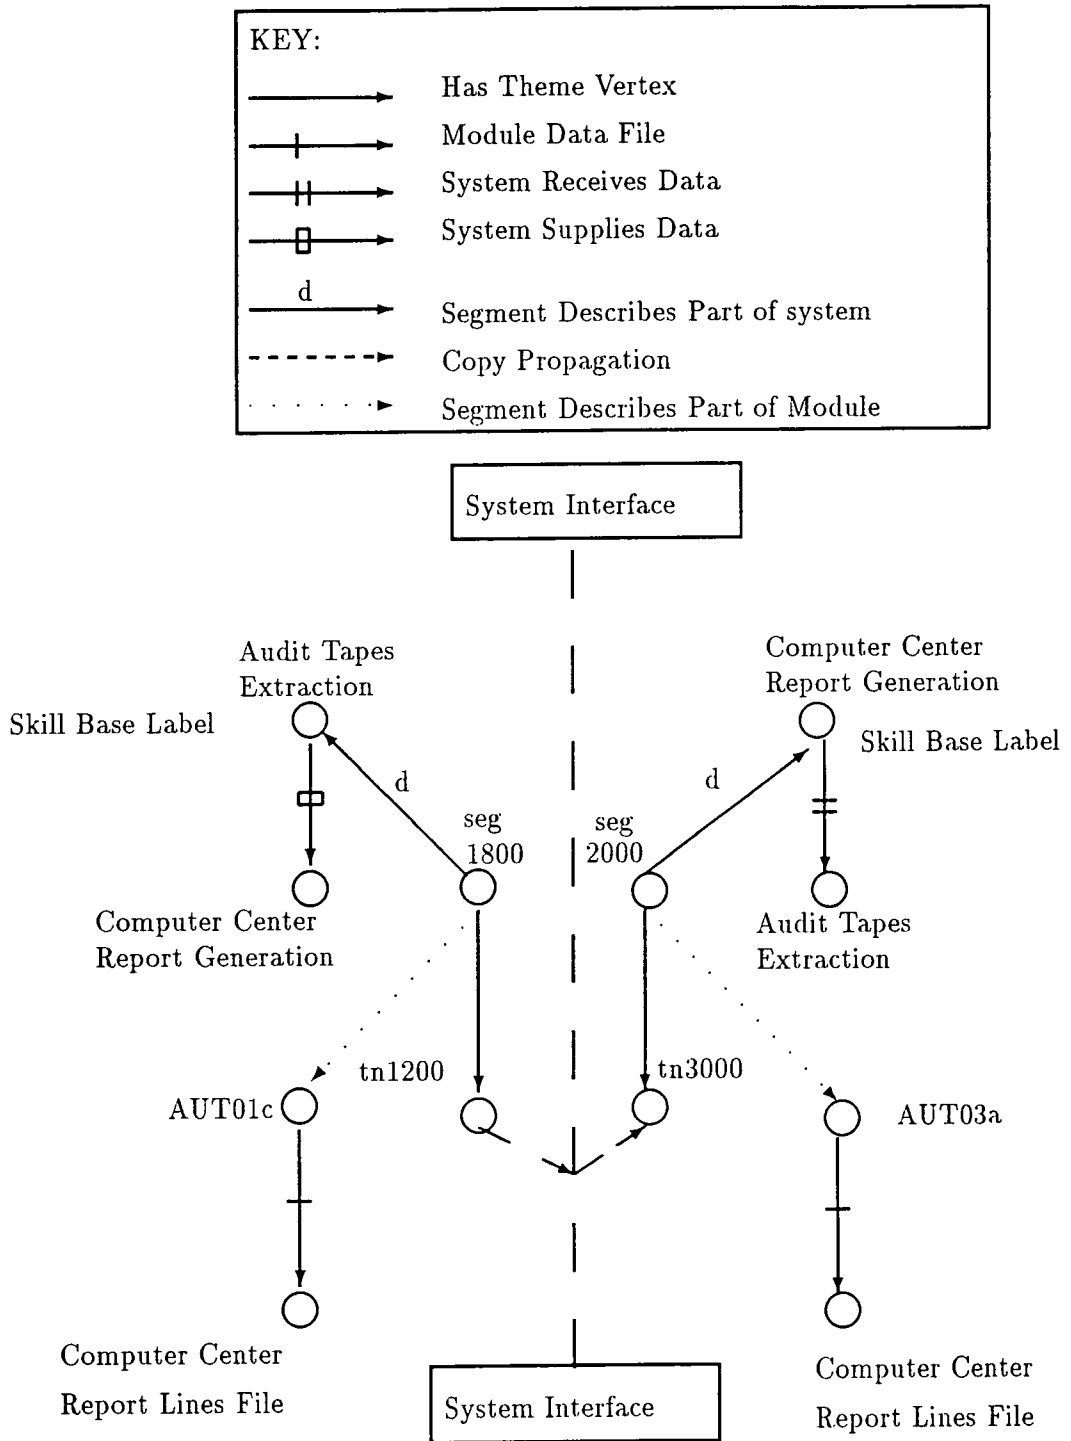 KEY:
Has Theme Vertex
Module Data File
System Receives Data
System Supplies Data
d
Segment Describes Part of system
Copy Propagation
Segment Describes Part of Module
System Interface
Audit Tapes
Extraction
Skill Base Label
Computer Center
Report Generation
Skill Base Label
d
d
seg
1800
seg
2000
Computer Center
Report Generation
Audit Tapes
Extraction
tn1200
tn3000
AUT01c
AUT03a
Computer Center
Report Lines File
System Interface
Computer Center
Report Lines File